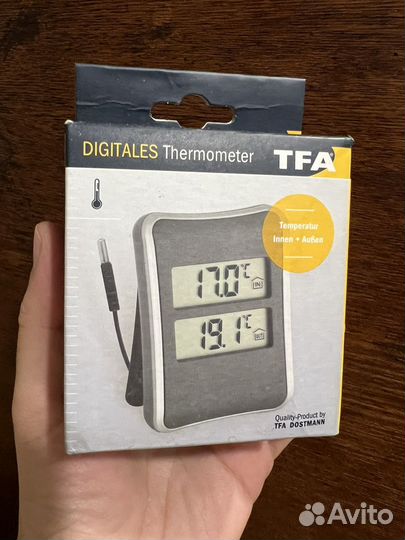 DIGITALES Thermometer
TFA
Temperatur
Innen + Außen
17.0 °C
IN
19.1 °C
OUT
Quality-Product by
TFA DOSTMANN
Avito